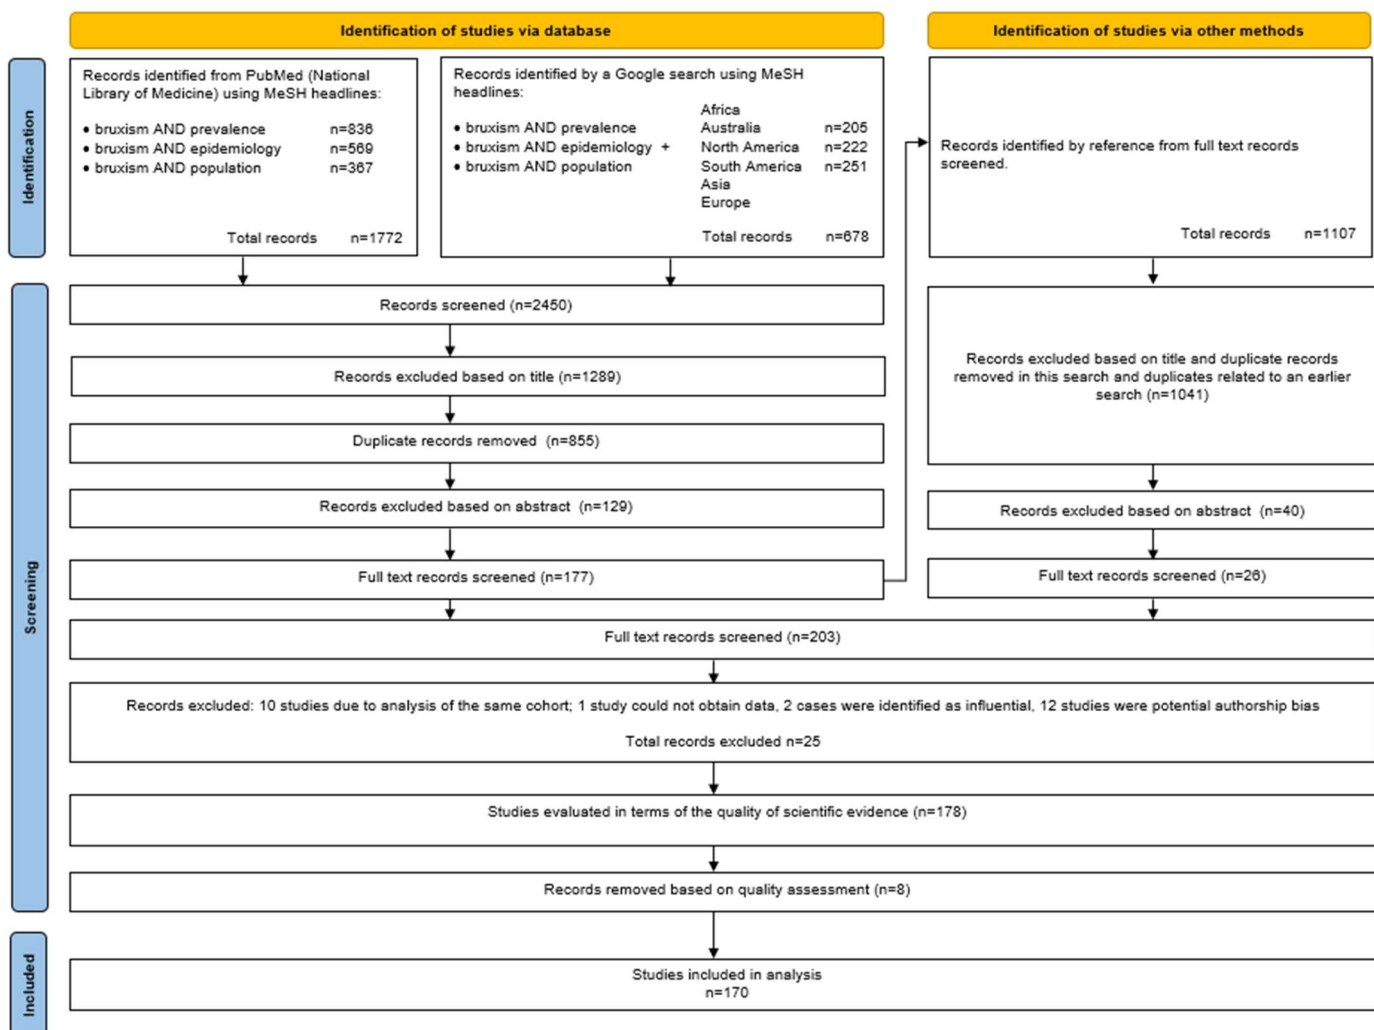 Identification of studies via database
Identification of studies via other methods
Identification
Records identified from PubMed (National
Library of Medicine) using MeSH headlines:
• bruxism AND prevalence n=836
• bruxism AND epidemiology n=569
• bruxism AND population n=367
Total records n=1772
Records identified by a Google search using MeSH
headlines:
Africa
• bruxism AND prevalence Australia n=205
• bruxism AND epidemiology + North America n=222
• bruxism AND population South America n=251
Asia
Europe
Total records n=678
Records identified by reference from full text records
screened.
Total records n=1107
Screening
Records screened (n=2450)
Records excluded based on title (n=1289)
Duplicate records removed (n=855)
Records excluded based on abstract (n=129)
Full text records screened (n=177)
Records excluded based on title and duplicate records
removed in this search and duplicates related to an earlier
search (n=1041)
Records excluded based on abstract (n=40)
Full text records screened (n=26)
Full text records screened (n=203)
Records excluded: 10 studies due to analysis of the same cohort; 1 study could not obtain data, 2 cases were identified as influential, 12 studies were potential authorship bias
Total records excluded n=25
Studies evaluated in terms of the quality of scientific evidence (n=178)
Records removed based on quality assessment (n=8)
Included
Studies included in analysis
n=170